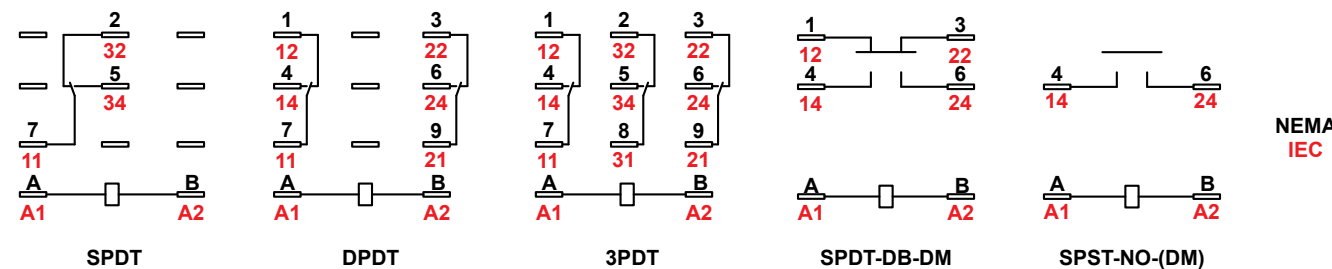 2 1 3 1 2 3 1 3
32 12 22 12 32 22 12 22
5 4 6 4 5 6 4 6 4 6
34 14 24 14 34 24 14 24 14 24
7 7 9 7 8 9 NEMA
11 11 21 11 31 21 IEC
A B A B A B A B A B
A1 A2 A1 A2 A1 A2 A1 A2 A1 A2
SPDT DPDT 3PDT SPDT-DB-DM SPST-NO-(DM)